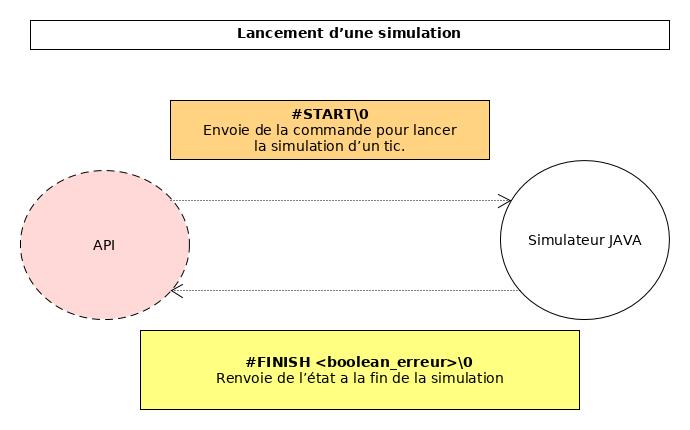 Lancement d’une simulation
#START\0
Envoie de la commande pour lancer
la simulation d’un tic.
API
Simulateur JAVA
#FINISH <boolean_erreur>\0
Renvoie de l’état a la fin de la simulation